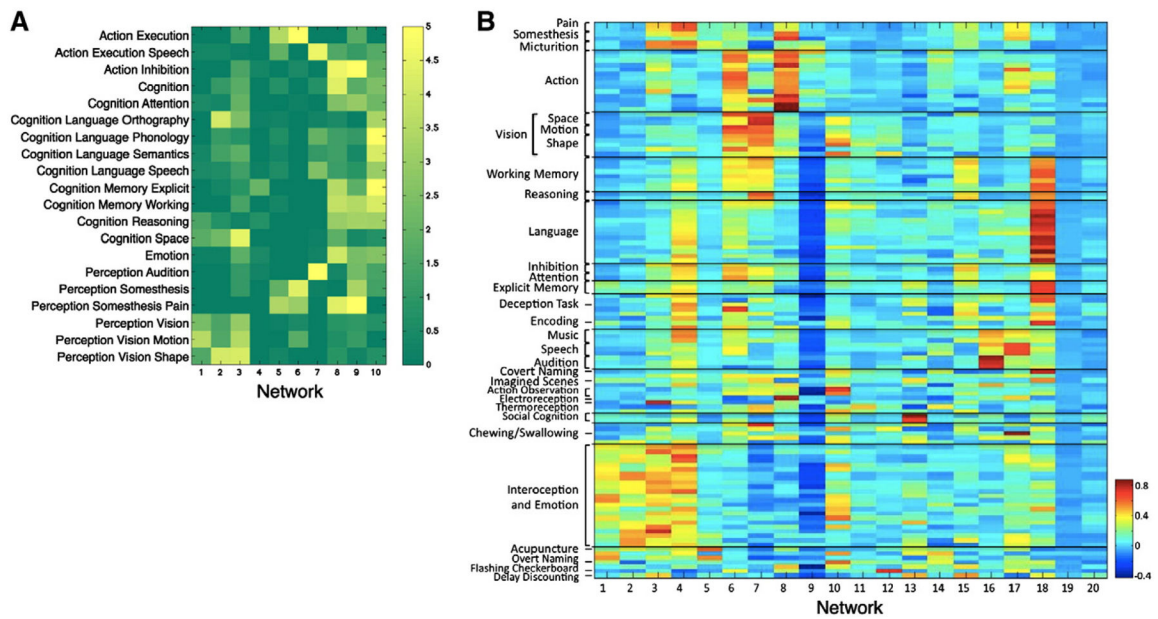 A
Action Execution
Action Execution Speech
Action Inhibition
Cognition
Cognition Attention
Cognition Language Orthography
Cognition Language Phonology
Cognition Language Semantics
Cognition Language Speech
Cognition Memory Explicit
Cognition Memory Working
Cognition Reasoning
Cognition Space
Emotion
Perception Audition
Perception Somesthesis
Perception Somesthesis Pain
Perception Vision
Perception Vision Motion
Perception Vision Shape
1 2 3 4 5 6 7 8 9 10
Network
5
4.5
4
3.5
3
2.5
2
1.5
1
0.5
0
B
Pain
Somesthesis
Micturition
Action
Vision
Space
Motion
Shape
Working Memory
Reasoning
Language
Inhibition
Attention
Explicit Memory
Deception Task
Encoding
Music
Speech
Audition
Covert Naming
Imagined Scenes
Action Observation
Electroreception
Thermoreception
Social Cognition
Chewing/Swallowing
Interoception
and Emotion
Acupuncture
Overt Naming
Flashing Checkerboard
Delay Discounting
1 2 3 4 5 6 7 8 9 10 11 12 13 14 15 16 17 18 19 20
Network
0.8
0.4
0
-0.4